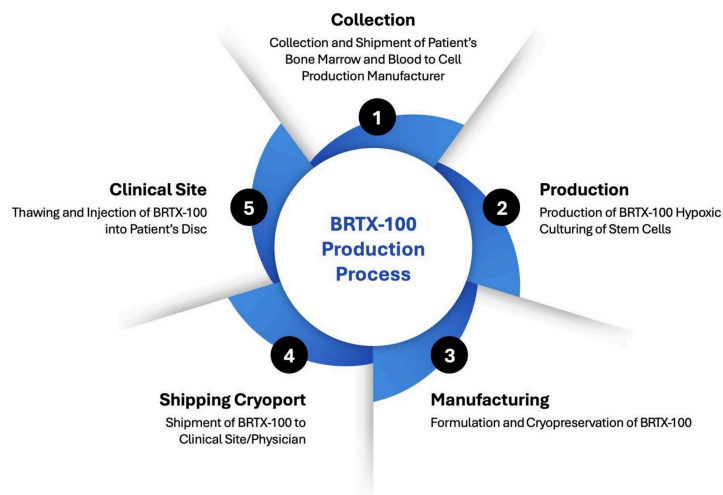 Collection
Collection and Shipment of Patient's
Bone Marrow and Blood to Cell
Production Manufacturer
1
Production
2
Production of BRTX-100 Hypoxic
Culturing of Stem Cells
3
Manufacturing
Formulation and Cryopreservation of BRTX-100
4
Shipping Cryoport
Shipment of BRTX-100 to
Clinical Site/Physician
Clinical Site
5
Thawing and Injection of BRTX-100
into Patient's Disc
BRTX-100
Production
Process